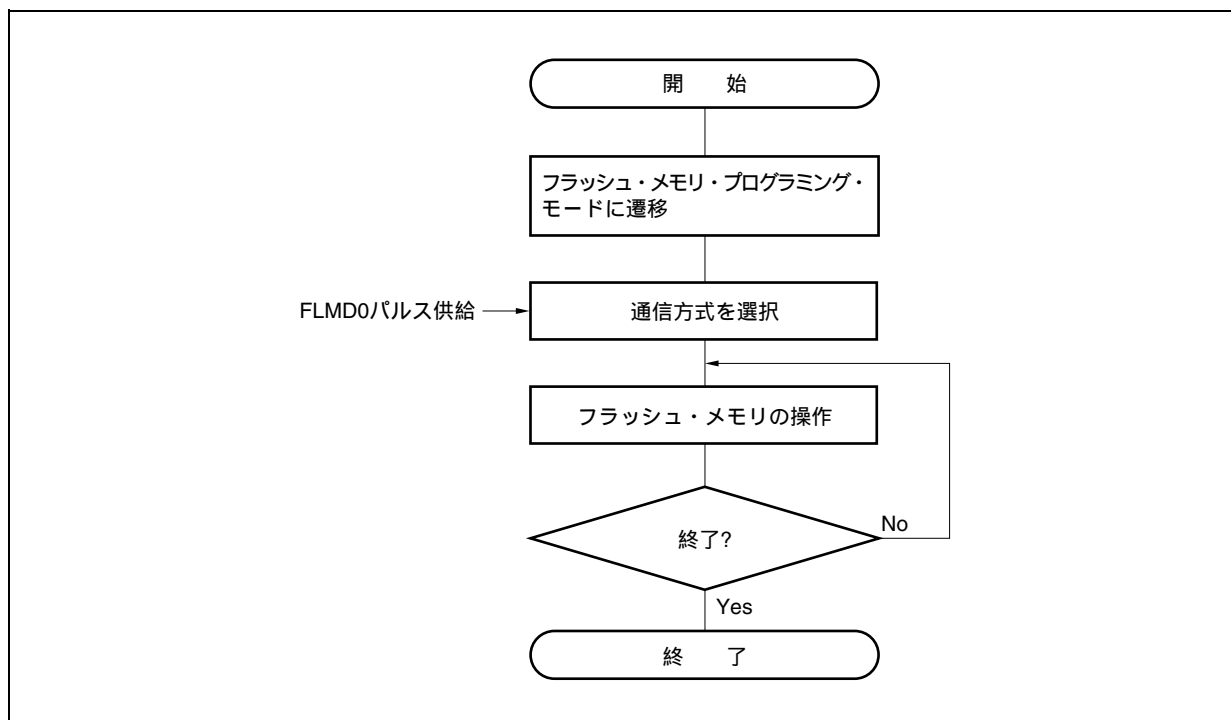 開　始
フラッシュ・メモリ・プログラミング・
モードに遷移
FLMD0パルス供給
通信方式を選択
フラッシュ・メモリの操作
終了?
No
Yes
終　了